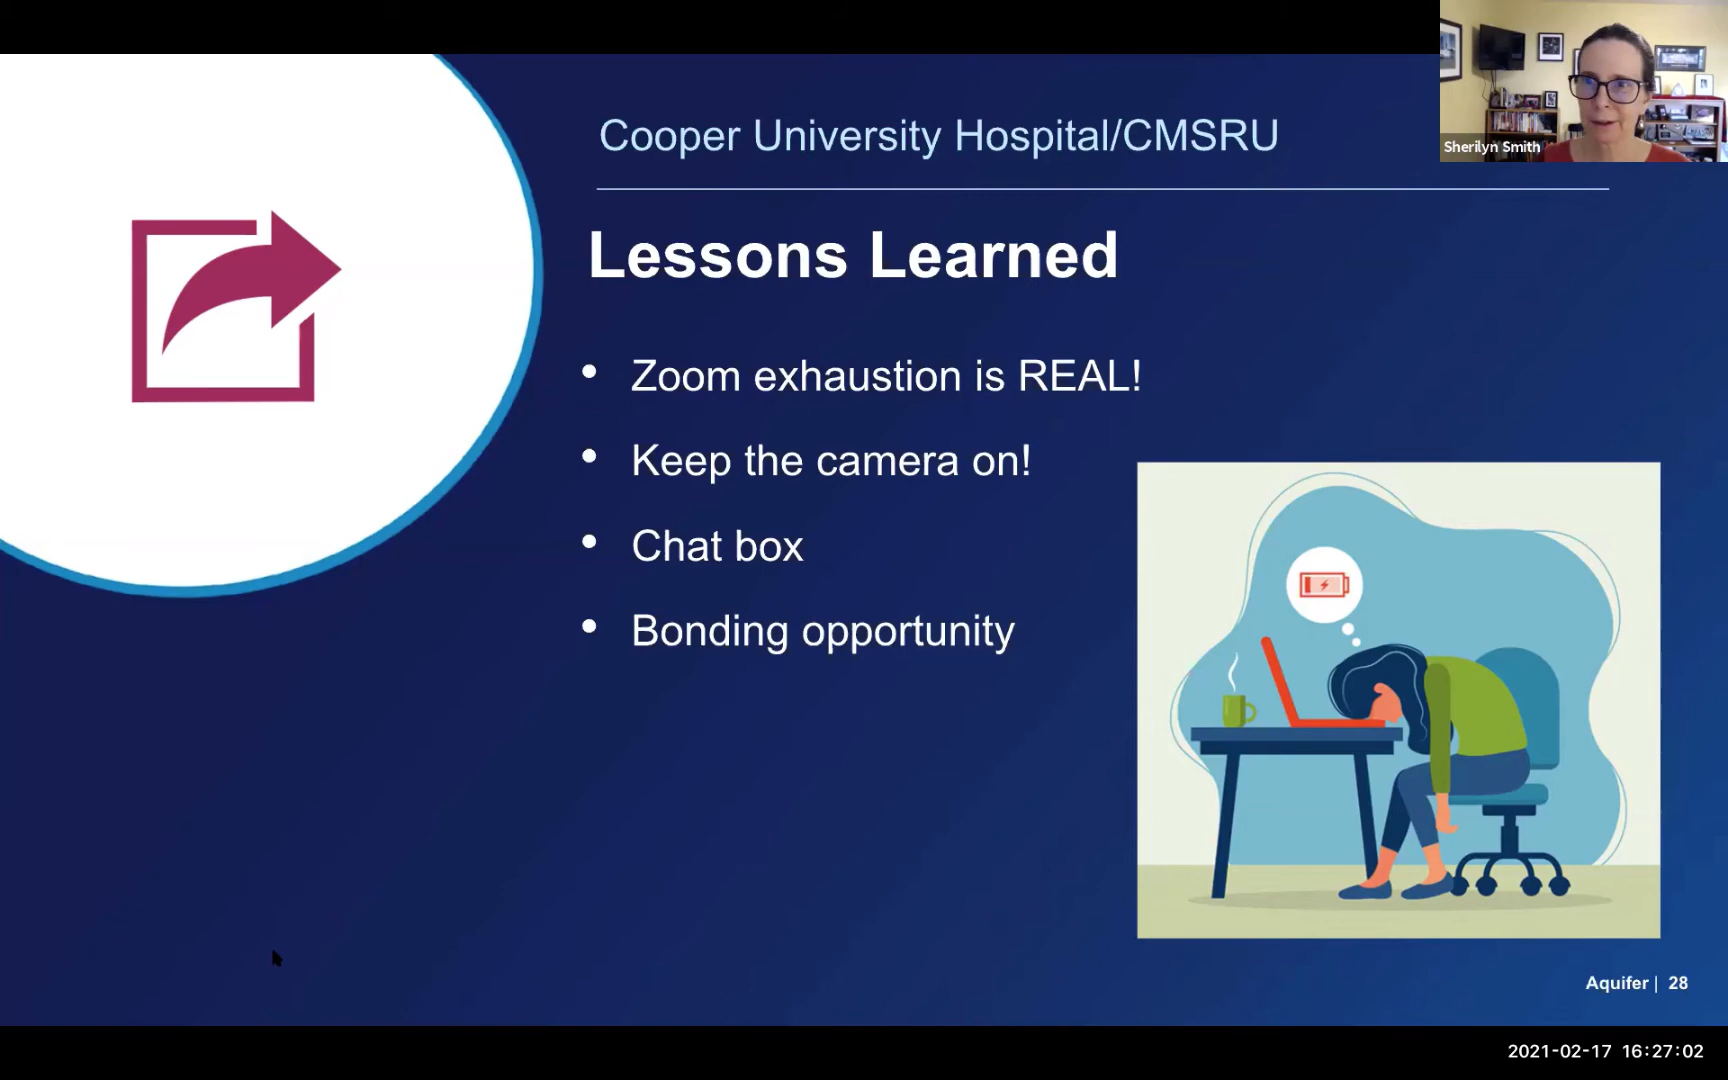 Cooper University Hospital/CMSRU
Sherilyn Smith
Lessons Learned
• Zoom exhaustion is REAL!
• Keep the camera on!
• Chat box
• Bonding opportunity
Aquifer | 28
2021-02-17 16:27:02